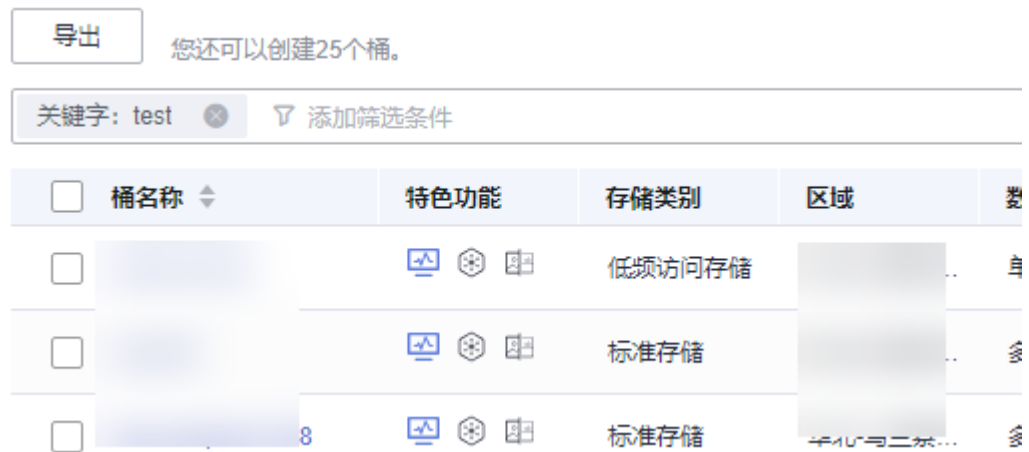 导出
您还可以创建25个桶。
关键字：test 添加筛选条件
桶名称 特色功能 存储类别 区域
低频访问存储
标准存储
8 标准存储